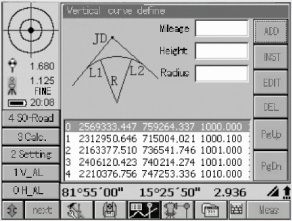 Vertical curve define
JD
L1
L2
R
Mileage
Height
Radius
ADD
INST
EDIT
DEL
PgUp
PgDn
1.680
1.125
FINE
20:08
4 SO-Road
3 Calc.
2 Setting
1 V_AL
0 H_AL
0 2569333.447 759264.337 1000.000
1 2312950.646 715004.021 1000.100
2 2163377.510 736541.746 1001.000
3 2406120.423 740214.274 1000.000
4 2210376.756 747253.336 1010.000
81°55'00" 15°25'50" 2.936
next
Meas